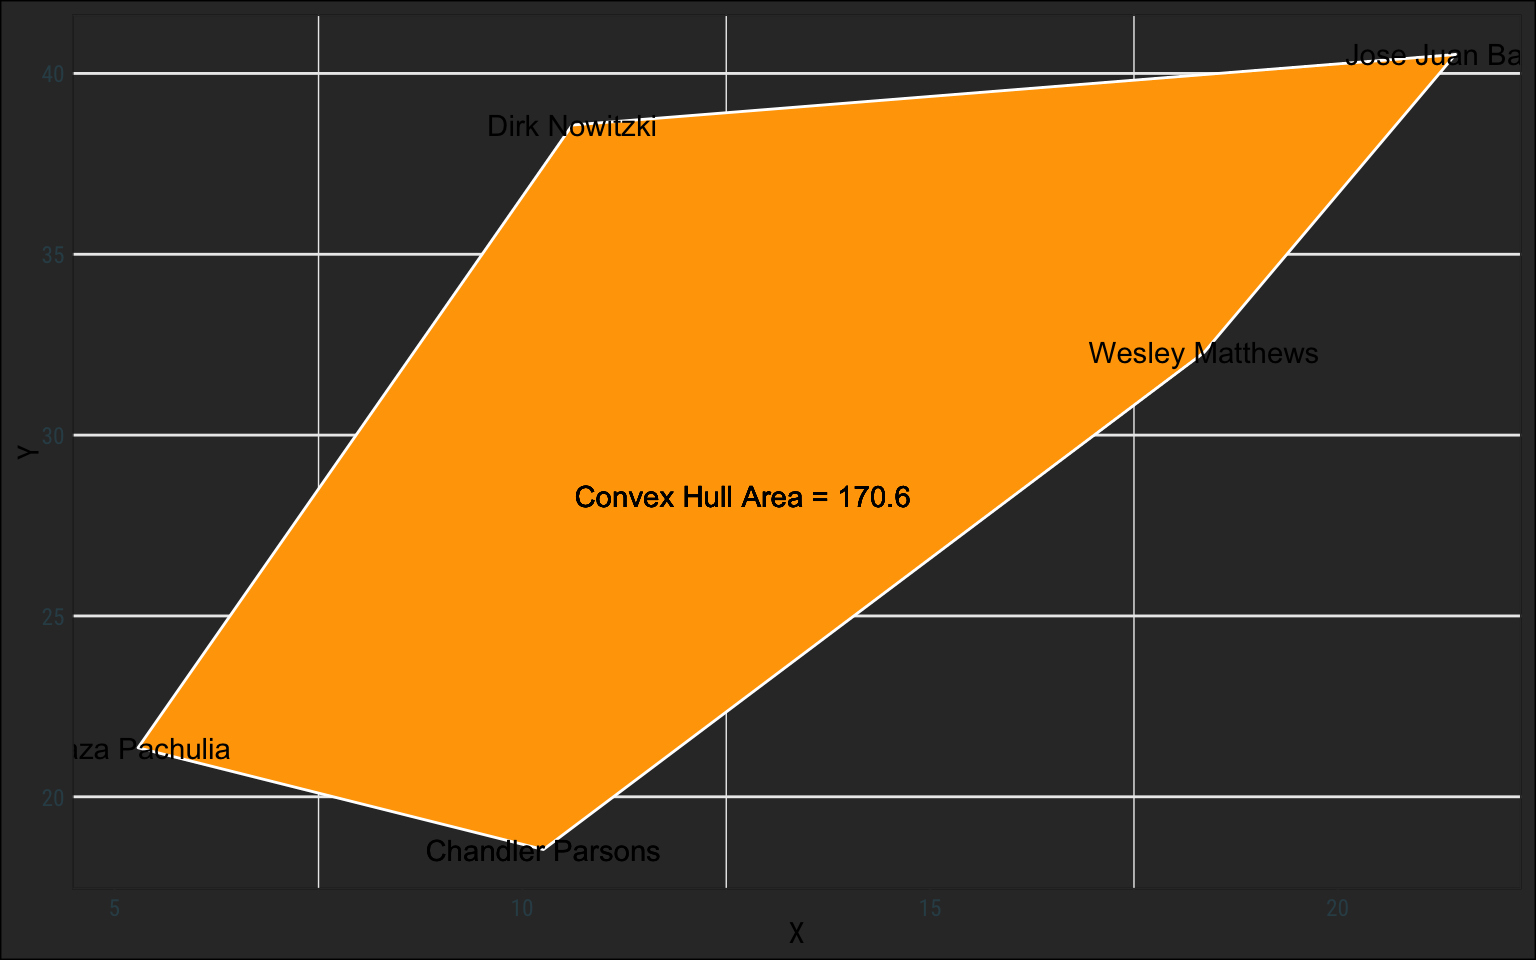 Jose Juan Ba
40
Dirk Nowitzki
35
Wesley Matthews
30
Y
Convex Hull Area = 170.6
25
aza Pachulia
20
Chandler Parsons
5 10 15 20
X